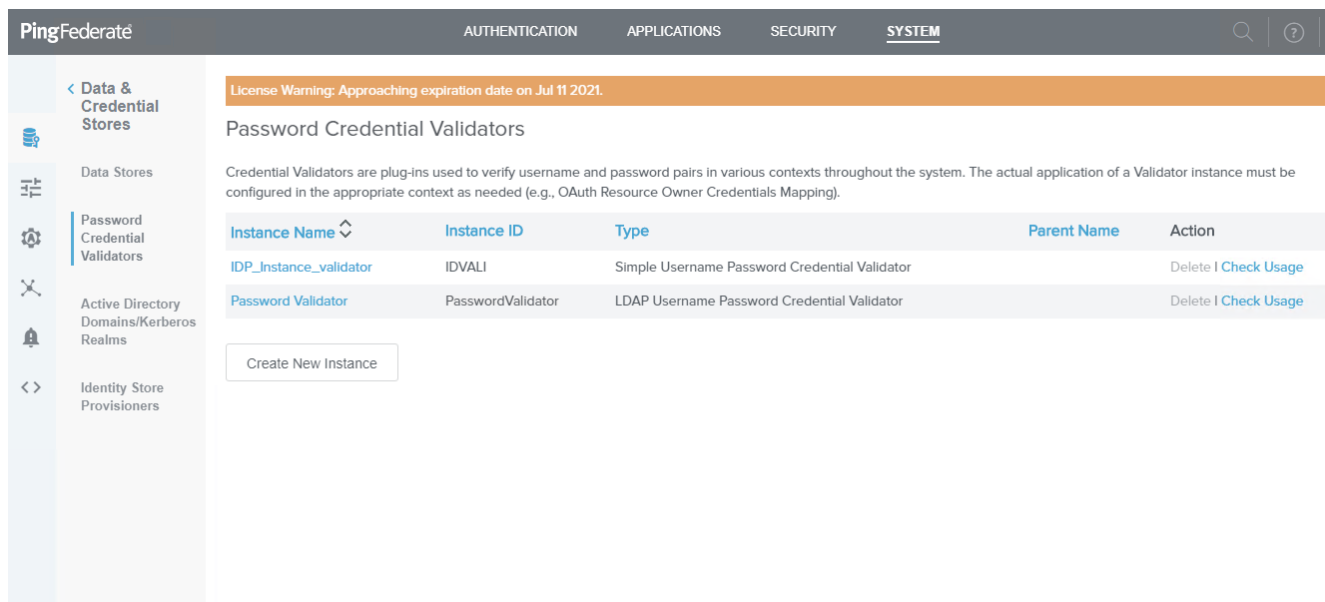 PingFederate
AUTHENTICATION APPLICATIONS SECURITY SYSTEM
Data &
Credential
Stores
Data Stores
Password
Credential
Validators
Active Directory
Domains/Kerberos
Realms
Identity Store
Provisioners
License Warning: Approaching expiration date on Jul 11 2021.
Password Credential Validators
Credential Validators are plug-ins used to verify username and password pairs in various contexts throughout the system. The actual application of a Validator instance must be
configured in the appropriate context as needed (e.g., OAuth Resource Owner Credentials Mapping).
Instance Name Instance ID Type Parent Name Action
IDP_Instance_validator IDVALI Simple Username Password Credential Validator Delete | Check Usage
Password Validator PasswordValidator LDAP Username Password Credential Validator Delete | Check Usage
Create New Instance